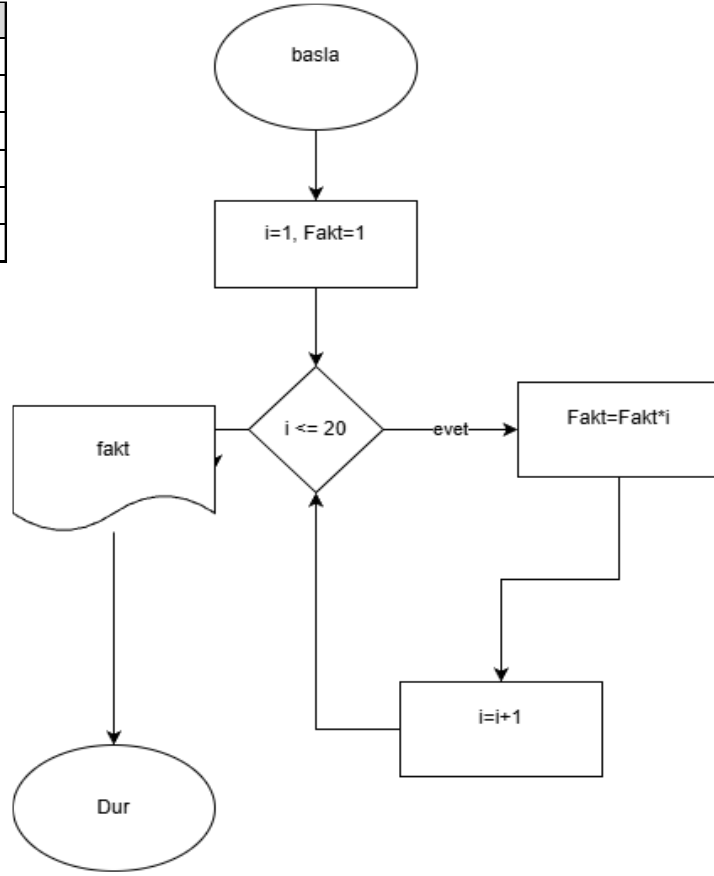 basla
i=1, Fakt=1
i <= 20
evet
Fakt=Fakt*i
fakt
i=i+1
Dur